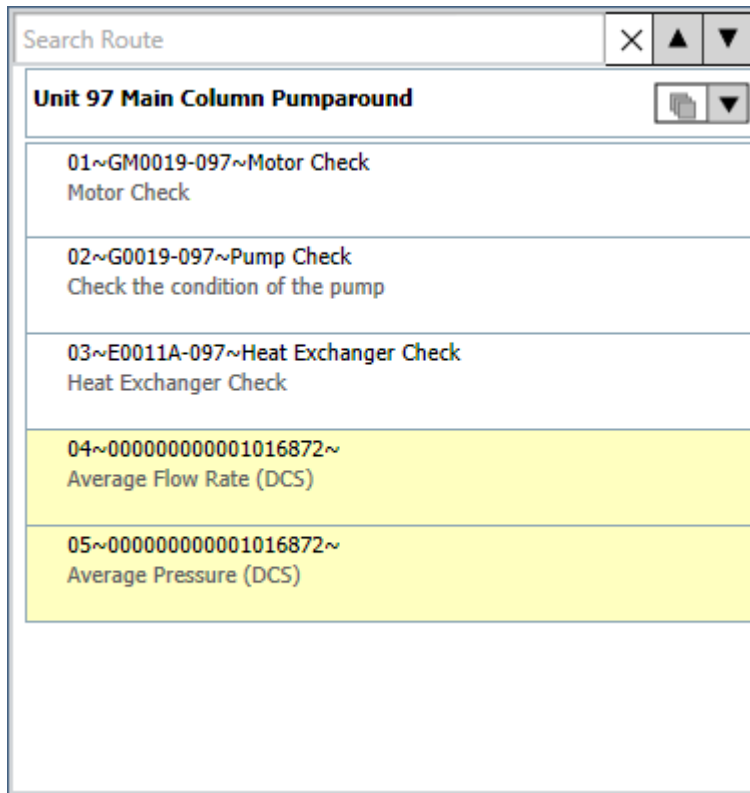 Search Route
Unit 97 Main Column Pumparound
01~GM0019-097~Motor Check
Motor Check
02~G0019-097~Pump Check
Check the condition of the pump
03~E0011A-097~Heat Exchanger Check
Heat Exchanger Check
04~000000000001016872~
Average Flow Rate (DCS)
05~000000000001016872~
Average Pressure (DCS)